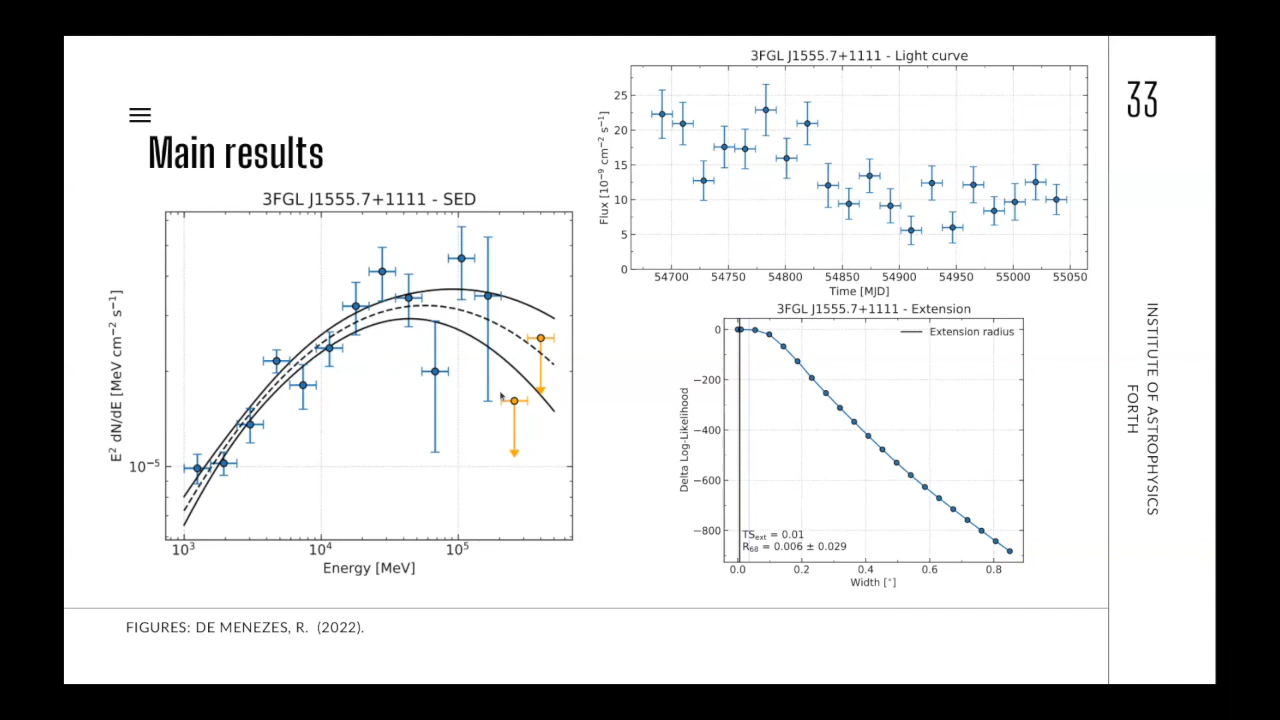 33
Main results
3FGL J1555.7+1111 - SED
E² dN/dE [MeV cm⁻² s⁻¹]
10⁻⁵
10³ 10⁴ 10⁵
Energy [MeV]
3FGL J1555.7+1111 - Light curve
Flux [10⁻⁹ cm⁻² s⁻¹]
25
20
15
10
5
0
54700 54750 54800 54850 54900 54950 55000 55050
Time [MJD]
3FGL J1555.7+1111 - Extension
Extension radius
Delta Log-Likelihood
0
−200
−400
−600
−800
TSext = 0.01
R68 = 0.006 ± 0.029
0.0 0.2 0.4 0.6 0.8
Width [°]
INSTITUTE OF ASTROPHYSICS
FORTH
FIGURES: DE MENEZES, R. (2022).